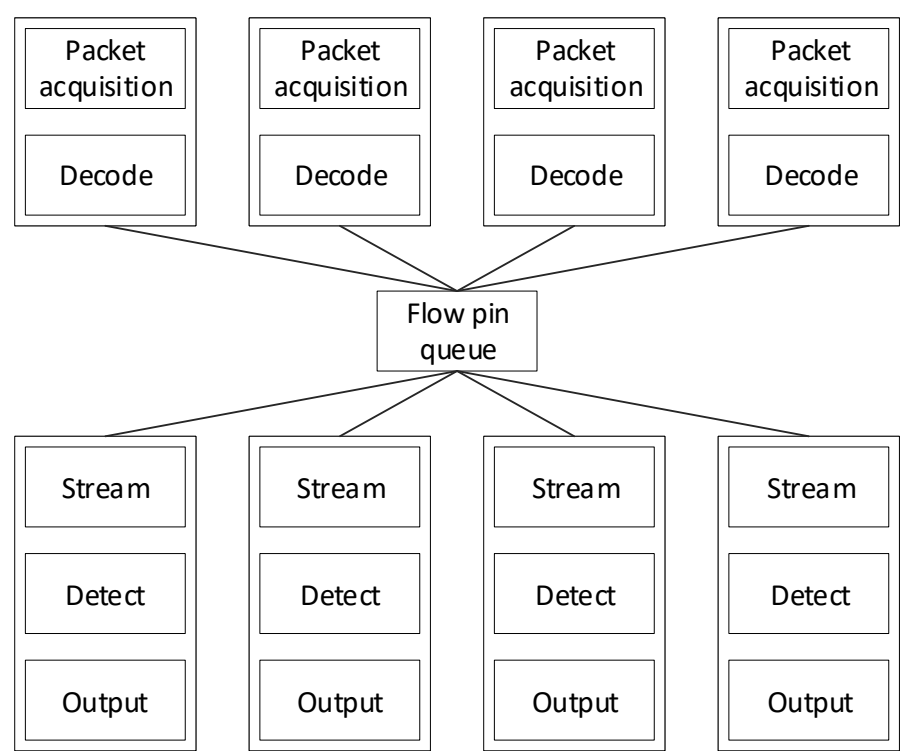 Packet
acquisition
Decode
Packet
acquisition
Decode
Packet
acquisition
Decode
Packet
acquisition
Decode
Flow pin
queue
Stream
Detect
Output
Stream
Detect
Output
Stream
Detect
Output
Stream
Detect
Output